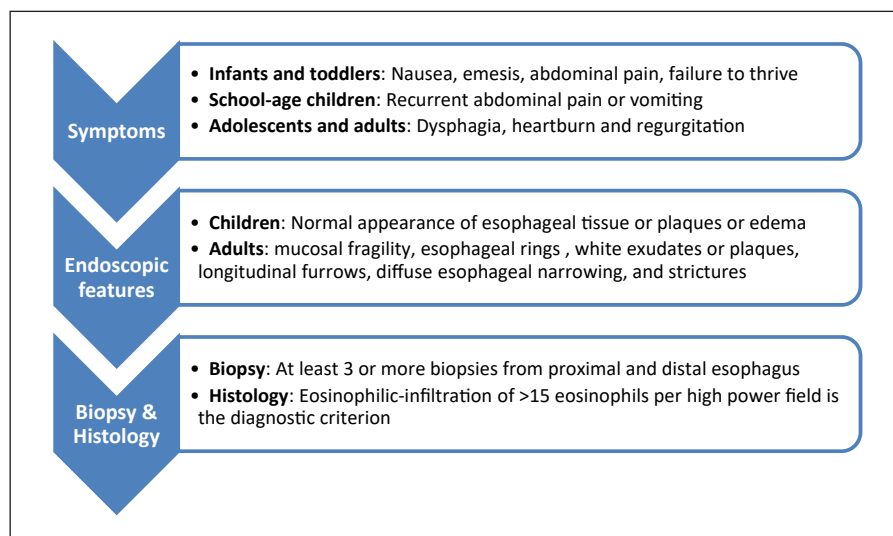 Symptoms
• Infants and toddlers: Nausea, emesis, abdominal pain, failure to thrive
• School-age children: Recurrent abdominal pain or vomiting
• Adolescents and adults: Dysphagia, heartburn and regurgitation
Endoscopic
features
• Children: Normal appearance of esophageal tissue or plaques or edema
• Adults: mucosal fragility, esophageal rings , white exudates or plaques,
longitudinal furrows, diffuse esophageal narrowing, and strictures
Biopsy &
Histology
• Biopsy: At least 3 or more biopsies from proximal and distal esophagus
• Histology: Eosinophilic-infiltration of >15 eosinophils per high power field is
the diagnostic criterion